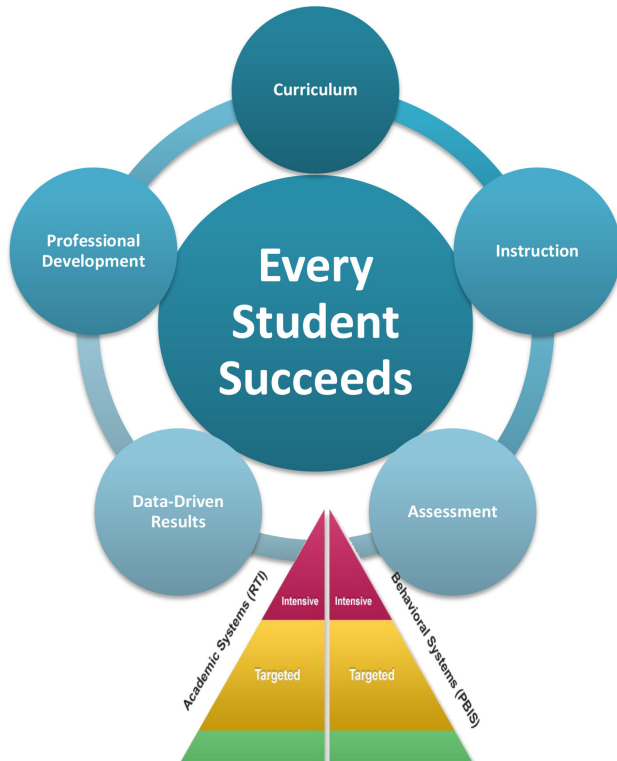 Curriculum
Professional
Development
Instruction
Every
Student
Succeeds
Data-Driven
Results
Assessment
Academic Systems (RTI)
Behavioral Systems (PBIS)
Intensive
Intensive
Targeted
Targeted